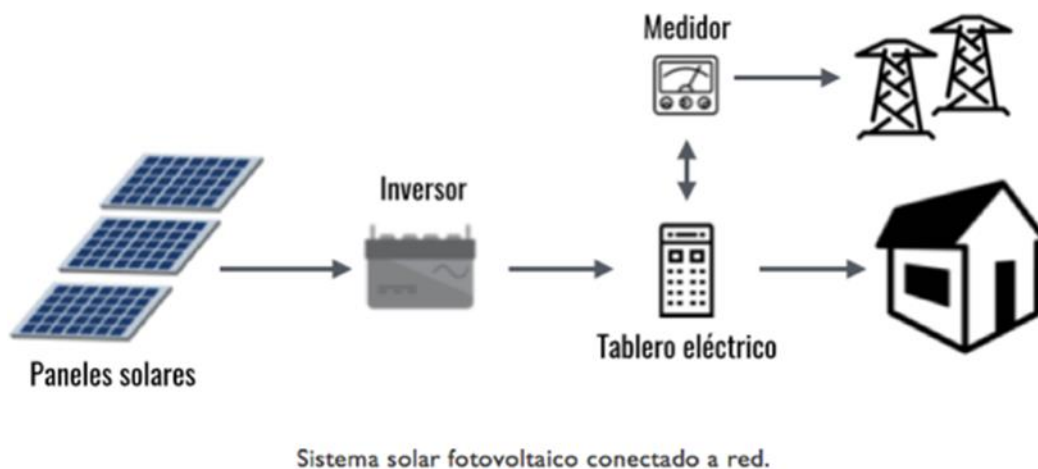 Medidor
Inversor
Paneles solares
Tablero eléctrico
Sistema solar fotovoltaico conectado a red.